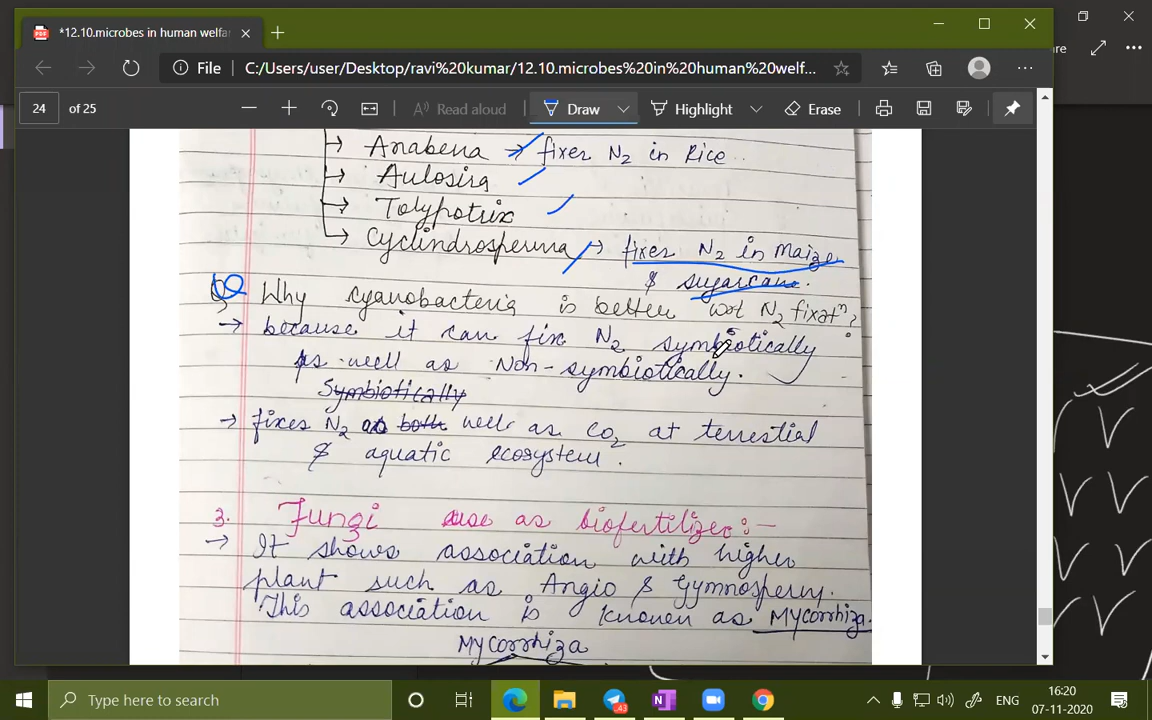 *12.10.microbes in human welfa
re
File
C:/Users/user/Desktop/ravi%20kumar/12.10.microbes%20in%20human%20welf...
24 of 25
Read aloud
Draw
Highlight
Erase
Anabena → fixes N2 in Rice..
Aulosira
Tolypotrix
Cyclindrosperma → fixes N2 in Maize
& sugarcane.
Q Why cyanobacteria is better wrt N2 fixatn?
→ because it can fix N2 symbiotically
as well as Non-symbiotically.
Symbiotically
→ fixes N2 as both well as CO2 at terrestial
& aquatic ecosystem.
3. Fungi use as biofertilizer:-
→ It shows association with higher
plant such as Angio & Gymnosperm.
This association is known as Mycorrhiza.
Mycorrhiza
Type here to search
43
ENG
16:20
07-11-2020